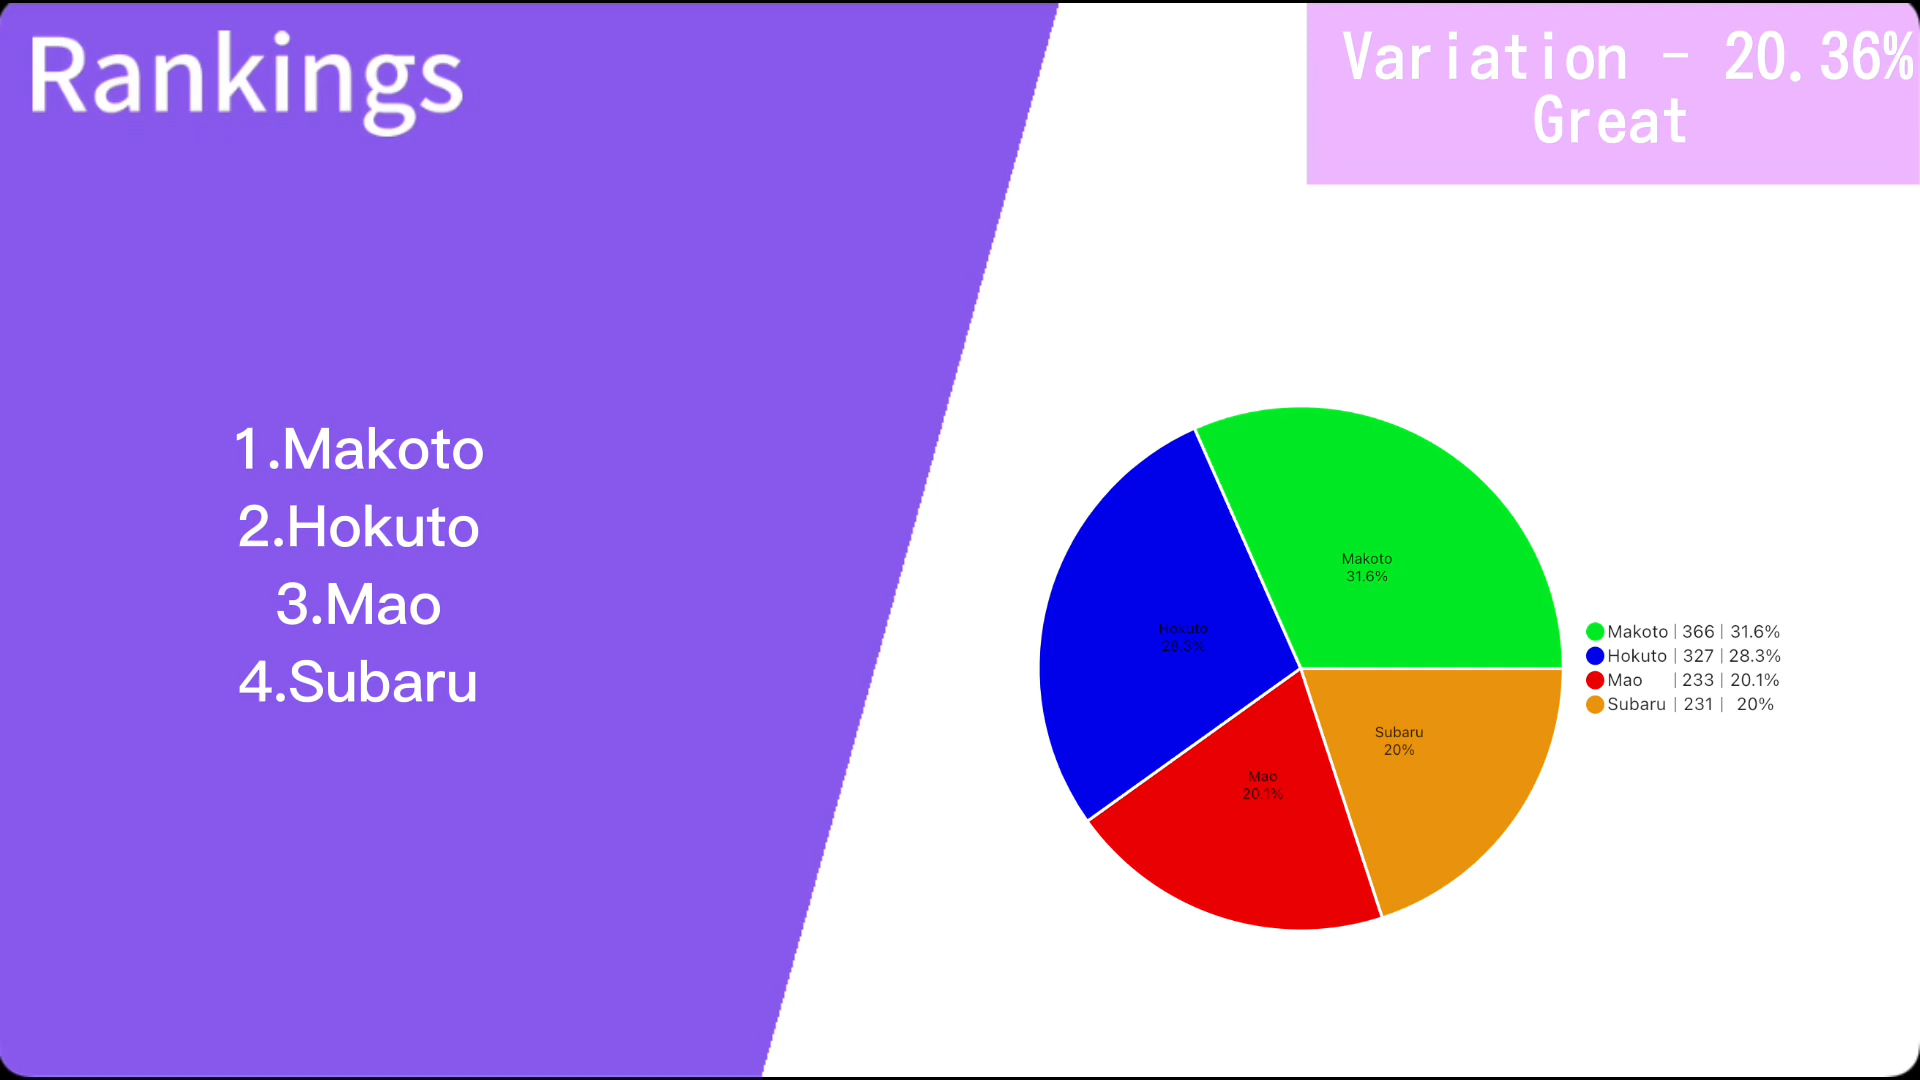 Rankings
Variation - 20.36%
Great
1.Makoto
2.Hokuto
3.Mao
4.Subaru
Makoto
31.6%
Hokuto
28.3%
Subaru
20%
Mao
20.1%
Makoto | 366 | 31.6%
Hokuto | 327 | 28.3%
Mao | 233 | 20.1%
Subaru | 231 | 20%